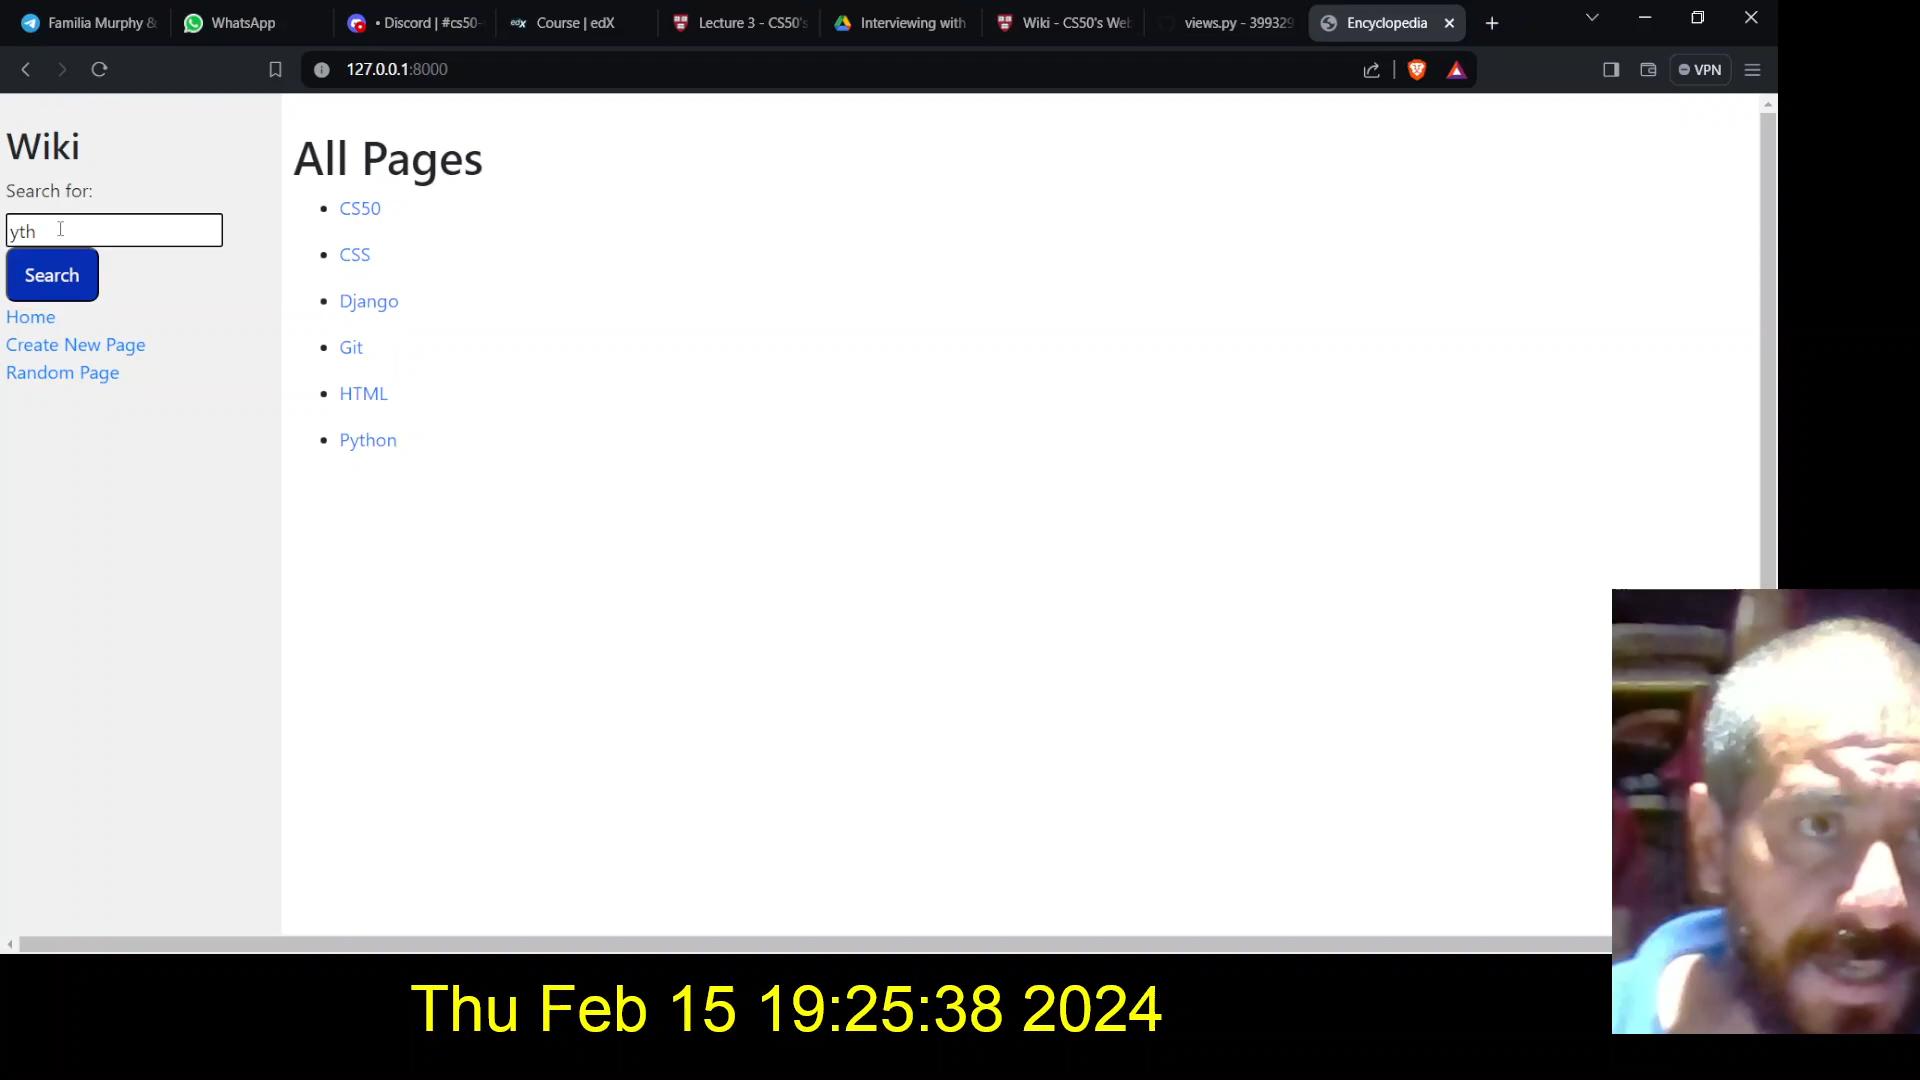 Familia Murphy &
WhatsApp
• Discord | #cs50-
edX Course | edX
Lecture 3 - CS50's
Interviewing with
Wiki - CS50's Web
views.py - 399329
Encyclopedia
127.0.0.1:8000
VPN
Wiki
Search for:
yth
Search
Home
Create New Page
Random Page
All Pages
• CS50
• CSS
• Django
• Git
• HTML
• Python
Thu Feb 15 19:25:38 2024